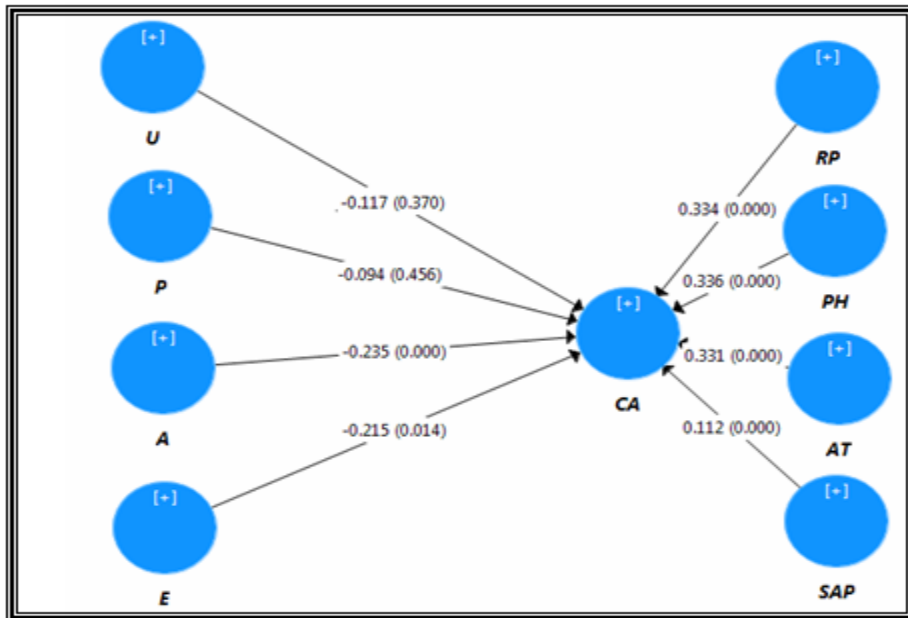 [+]
U
[+]
P
[+]
A
[+]
E
-0.117 (0.370)
-0.094 (0.456)
-0.235 (0.000)
-0.215 (0.014)
[+]
CA
0.334 (0.000)
0.336 (0.000)
0.331 (0.000)
0.112 (0.000)
[+]
RP
[+]
PH
[+]
AT
[+]
SAP